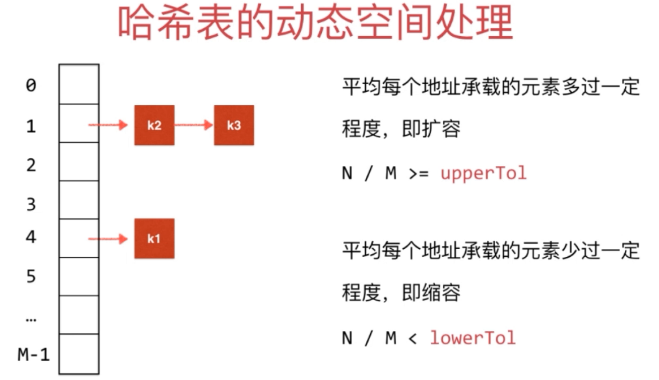 哈希表的动态空间处理
0
1
2
3
4
5
…
M-1
k2
k3
k1
平均每个地址承载的元素多过一定
程度，即扩容
N / M >= upperTol
平均每个地址承载的元素少过一定
程度，即缩容
N / M < lowerTol